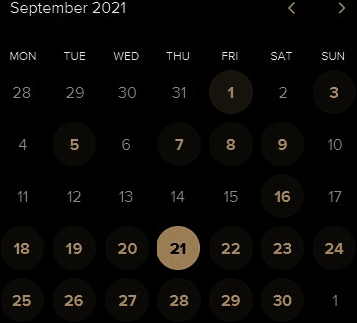 September 2021
MON TUE WED THU FRI SAT SUN
28 29 30 31 1 2 3
4 5 6 7 8 9 10
11 12 13 14 15 16 17
18 19 20 21 22 23 24
25 26 27 28 29 30 1